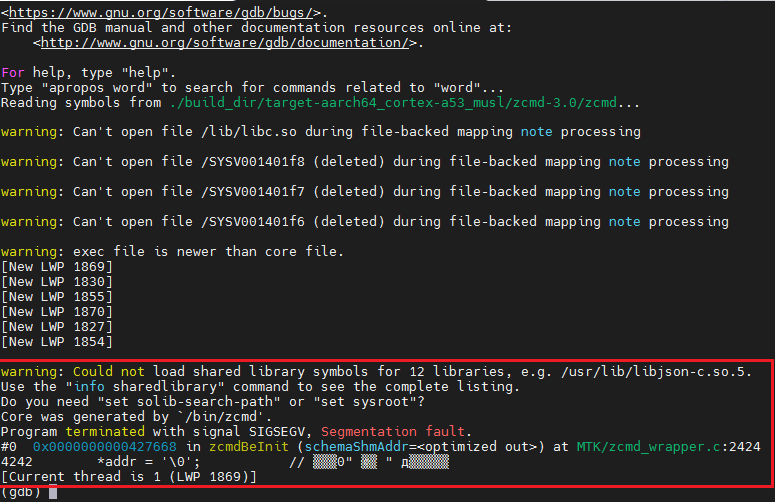 <https://www.gnu.org/software/gdb/bugs/>.
Find the GDB manual and other documentation resources online at:
    <http://www.gnu.org/software/gdb/documentation/>.
For help, type "help".
Type "apropos word" to search for commands related to "word"...
Reading symbols from ./build_dir/target-aarch64_cortex-a53_musl/zcmd-3.0/zcmd...
warning: Can't open file /lib/libc.so during file-backed mapping note processing
warning: Can't open file /SYSV001401f8 (deleted) during file-backed mapping note processing
warning: Can't open file /SYSV001401f7 (deleted) during file-backed mapping note processing
warning: Can't open file /SYSV001401f6 (deleted) during file-backed mapping note processing
warning: exec file is newer than core file.
[New LWP 1869]
[New LWP 1830]
[New LWP 1855]
[New LWP 1870]
[New LWP 1827]
[New LWP 1854]
warning: Could not load shared library symbols for 12 libraries, e.g. /usr/lib/libjson-c.so.5.
Use the "info sharedlibrary" command to see the complete listing.
Do you need "set solib-search-path" or "set sysroot"?
Core was generated by `/bin/zcmd'.
Program terminated with signal SIGSEGV, Segmentation fault.
#0  0x0000000000427668 in zcmdBeInit (schemaShmAddr=<optimized out>) at MTK/zcmd_wrapper.c:2424
4242        *addr = '\0';           // ▒▒▒0" ▒▒ " д▒▒▒▒▒
[Current thread is 1 (LWP 1869)]
(gdb)